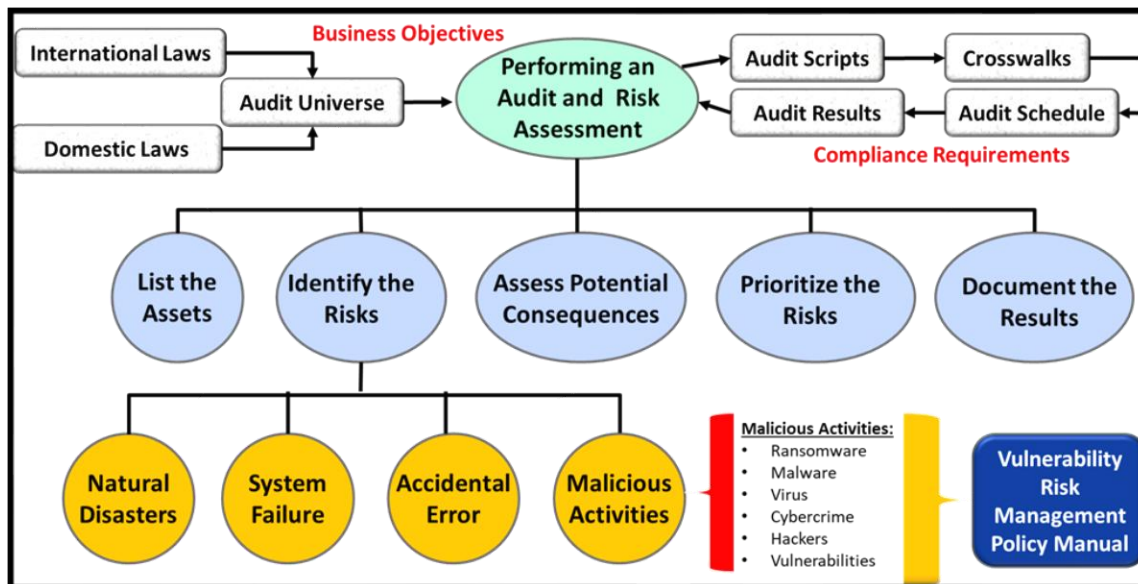 Business Objectives
International Laws
Audit Universe
Domestic Laws
Performing an
Audit and Risk
Assessment
Audit Scripts
Crosswalks
Audit Results
Audit Schedule
Compliance Requirements
List the
Assets
Identify the
Risks
Assess Potential
Consequences
Prioritize the
Risks
Document the
Results
Natural
Disasters
System
Failure
Accidental
Error
Malicious
Activities
Malicious Activities:
• Ransomware
• Malware
• Virus
• Cybercrime
• Hackers
• Vulnerabilities
Vulnerability
Risk
Management
Policy Manual